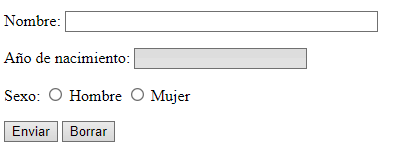 Nombre:
Año de nacimiento:
Sexo: Hombre Mujer
Enviar Borrar